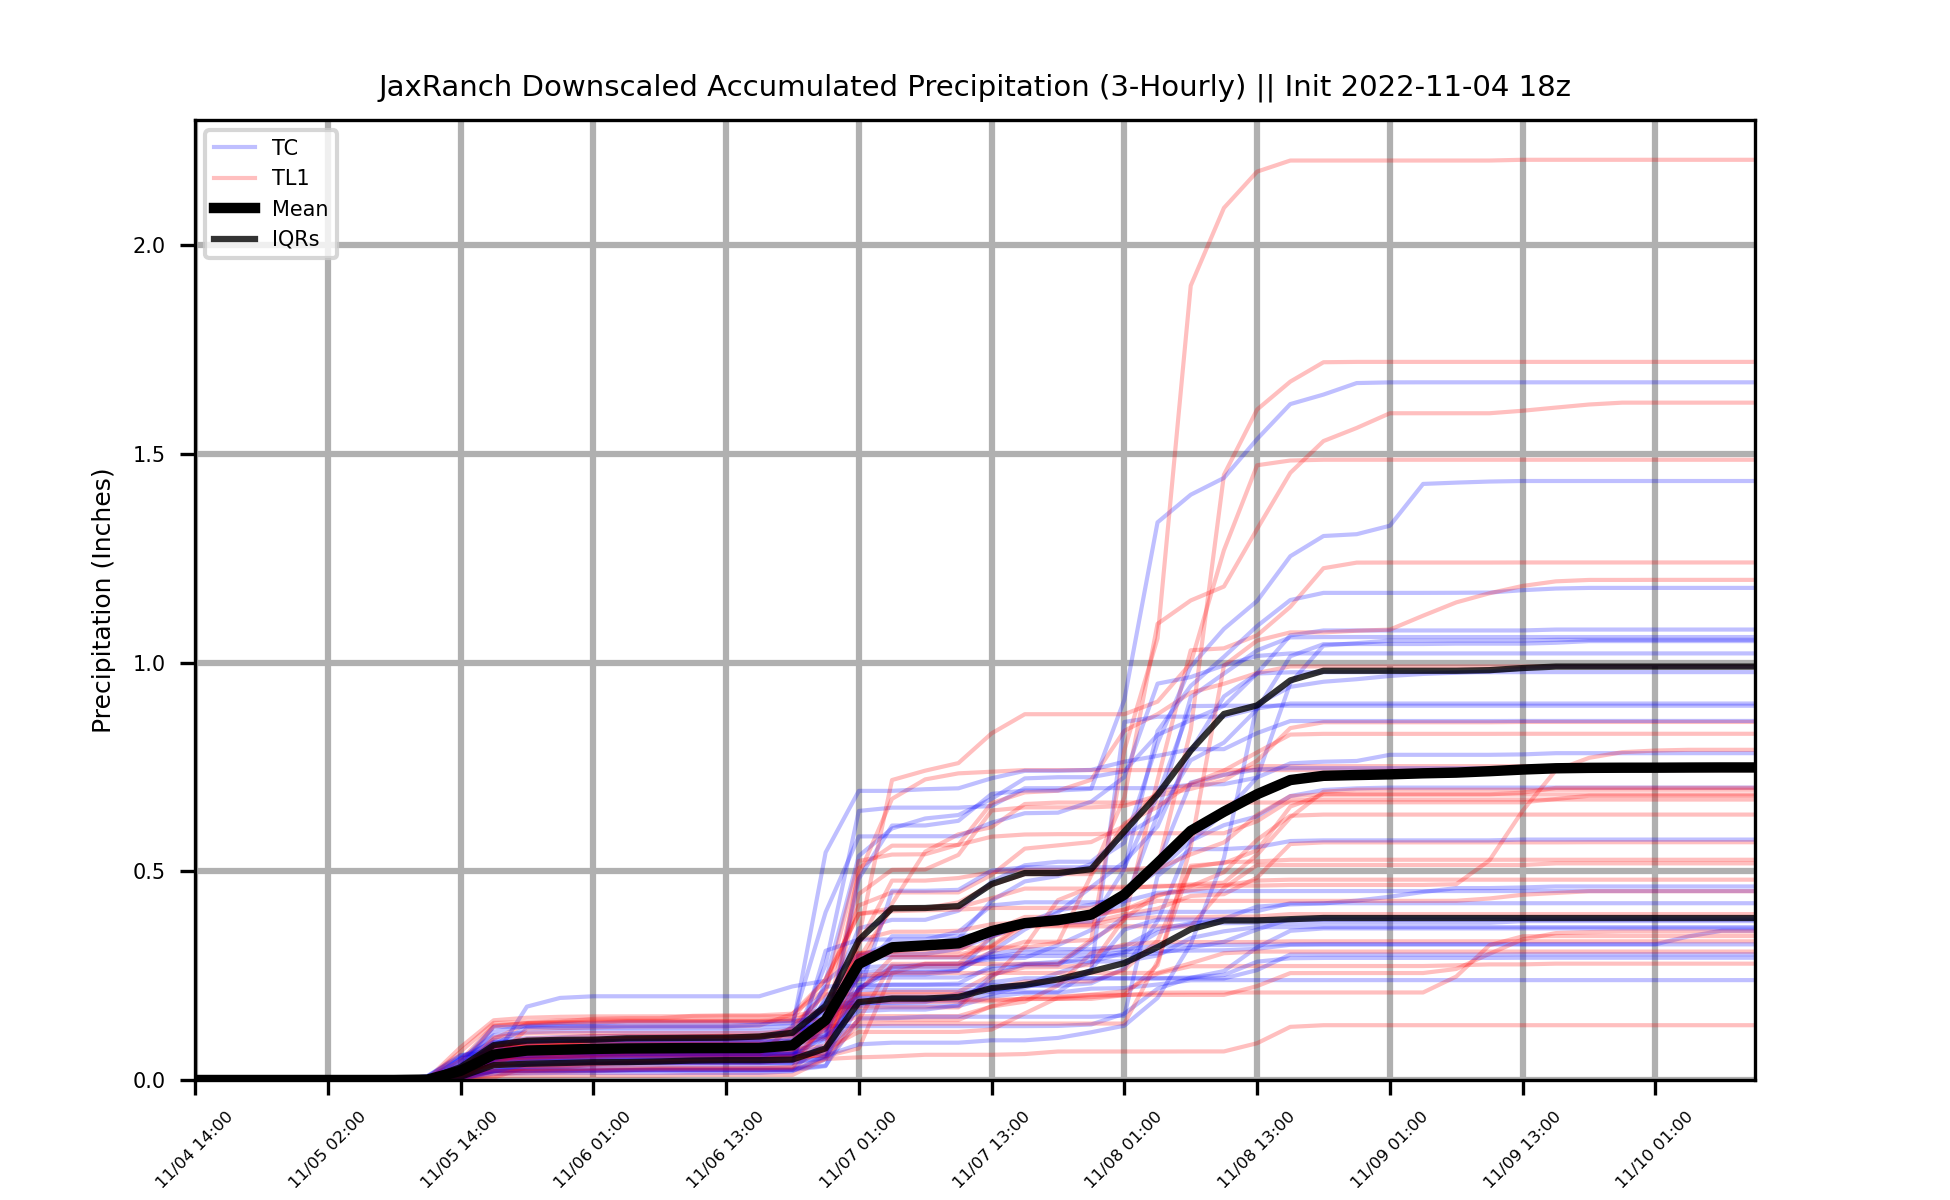 JaxRanch Downscaled Accumulated Precipitation (3-Hourly) || Init 2022-11-04 18z
TC
TL1
Mean
IQRs
Precipitation (Inches)
2.0
1.5
1.0
0.5
0.0
11/04 14:00
11/05 02:00
11/05 14:00
11/06 01:00
11/06 13:00
11/07 01:00
11/07 13:00
11/08 01:00
11/08 13:00
11/09 01:00
11/09 13:00
11/10 01:00